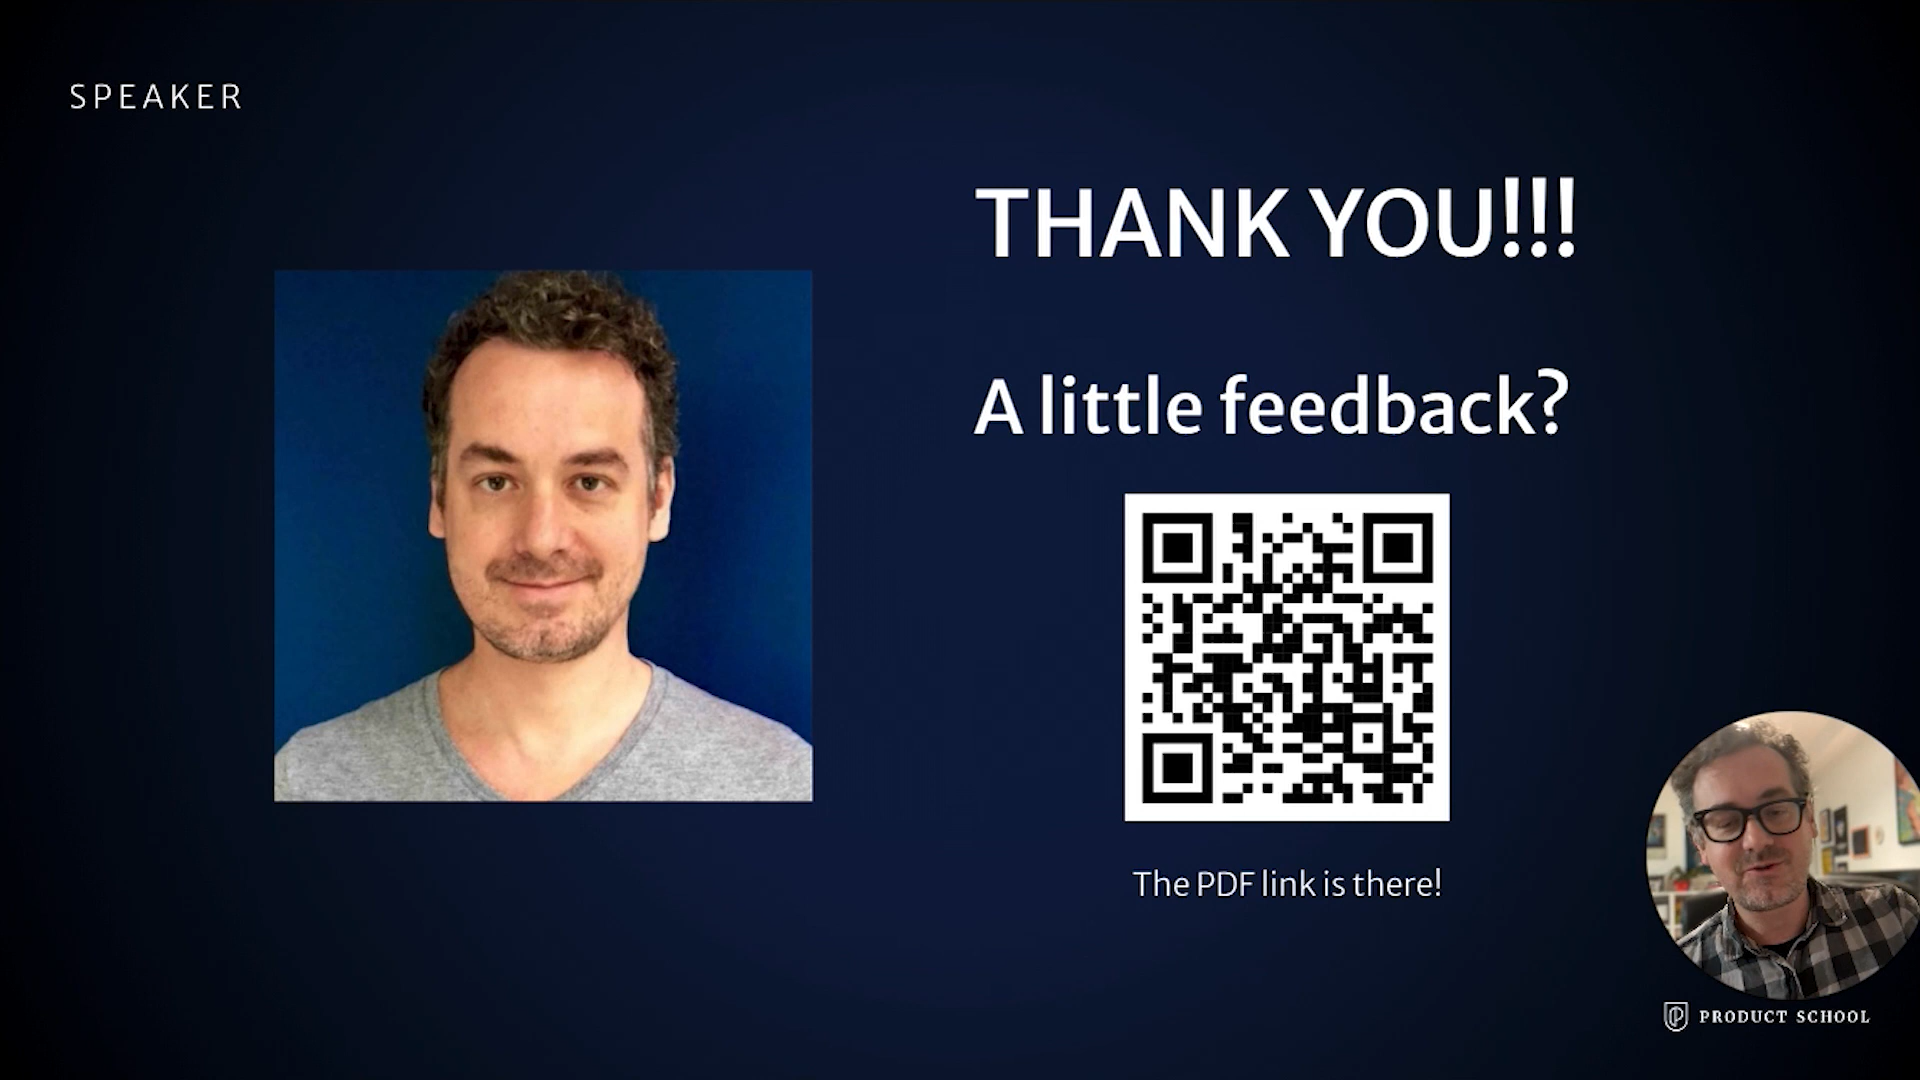 SPEAKER
THANK YOU!!!
A little feedback?
The PDF link is there!
PRODUCT SCHOOL